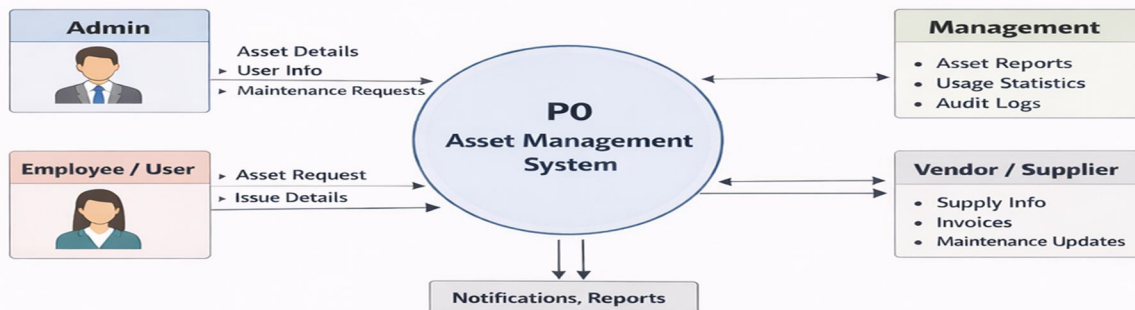 Admin
Asset Details
User Info
Maintenance Requests
Employee / User
Asset Request
Issue Details
P0
Asset Management
System
Management
• Asset Reports
• Usage Statistics
• Audit Logs
Vendor / Supplier
• Supply Info
• Invoices
• Maintenance Updates
Notifications, Reports